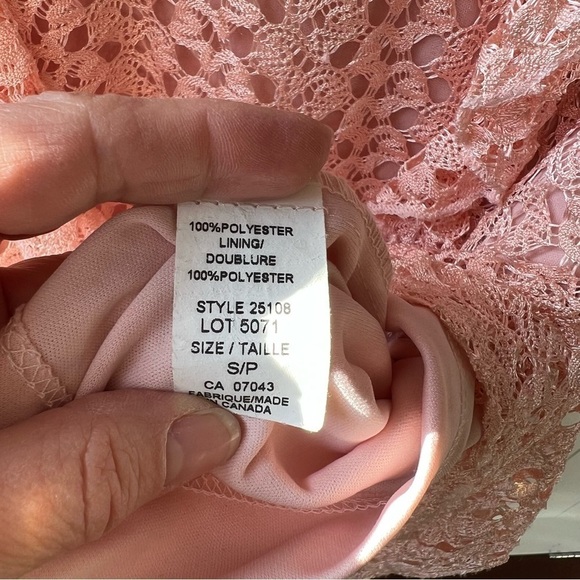 100%POLYESTER
LINING/
DOUBLURE
100%POLYESTER
STYLE 25108
LOT 5071
SIZE / TAILLE
S/P
CA 07043
FABRIQUE/MADE
N CANADA